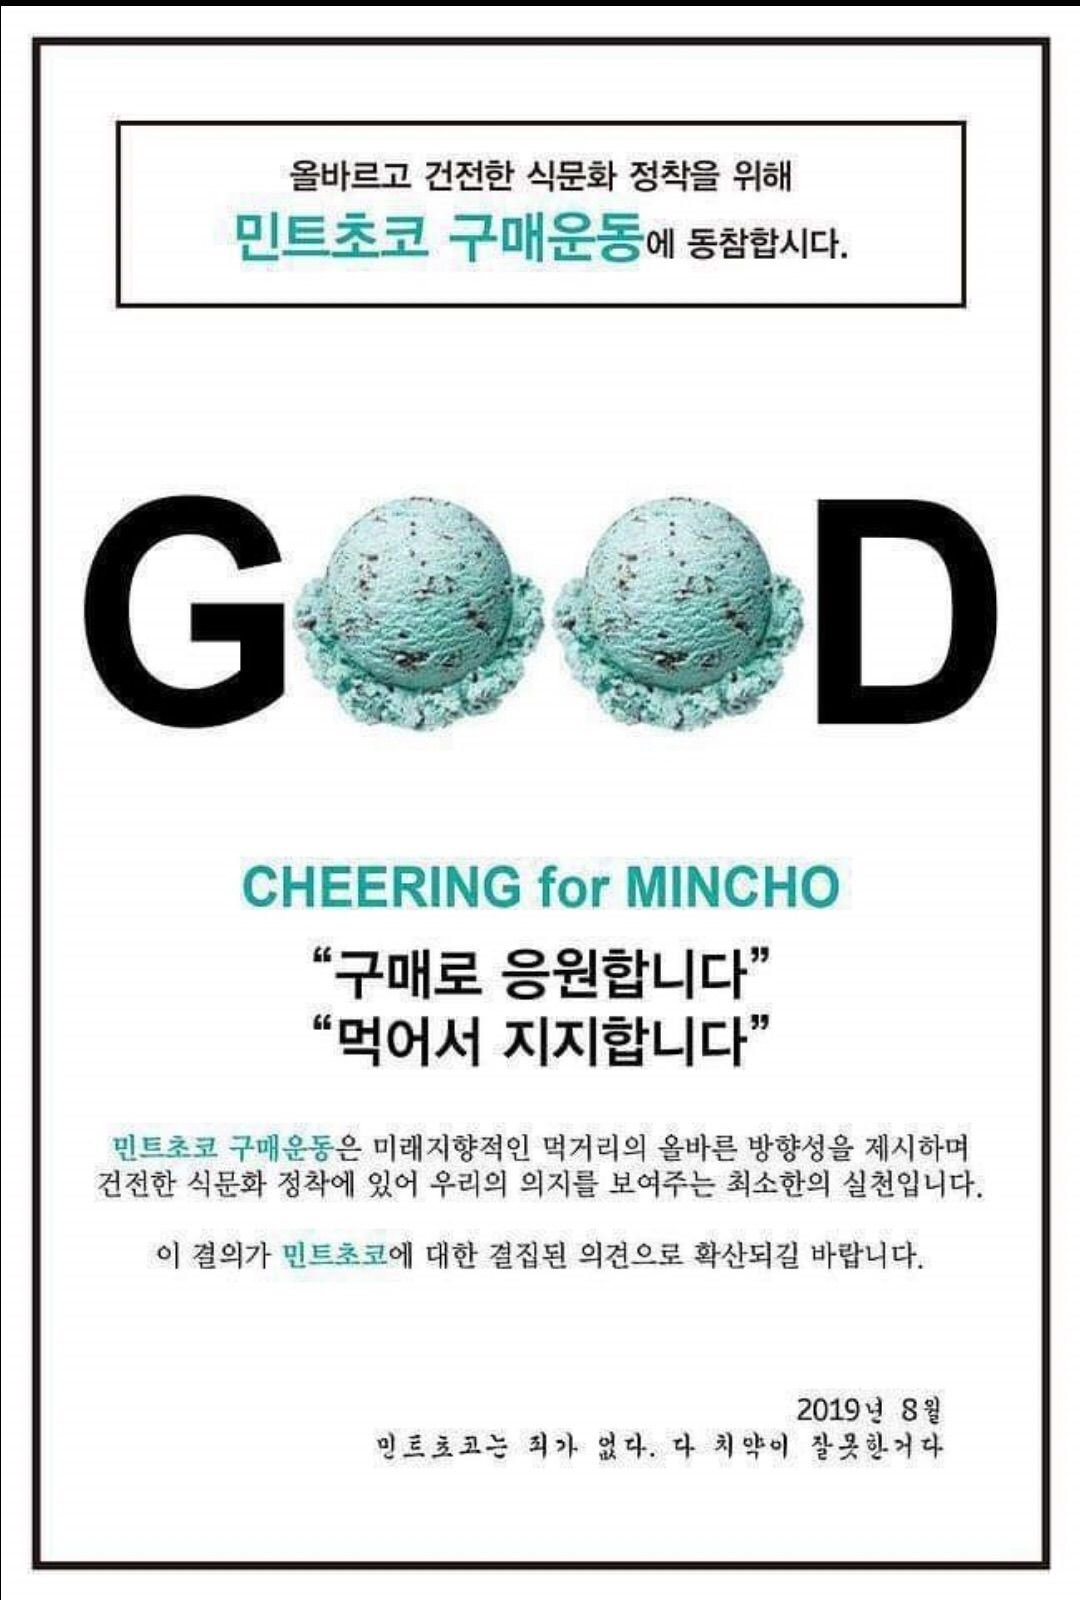 올바르고 건전한 식문화 정착을 위해
민트초코 구매운동에 동참합시다.
GOOD
CHEERING for MINCHO
“구매로 응원합니다”
“먹어서 지지합니다”
민트초코 구매운동은 미래지향적인 먹거리의 올바른 방향성을 제시하며
건전한 식문화 정착에 있어 우리의 의지를 보여주는 최소한의 실천입니다.
이 결의가 민트초코에 대한 결집된 의견으로 확산되길 바랍니다.
2019년 8월
민트초코는 죄가 없다. 다 치약이 잘못한거다